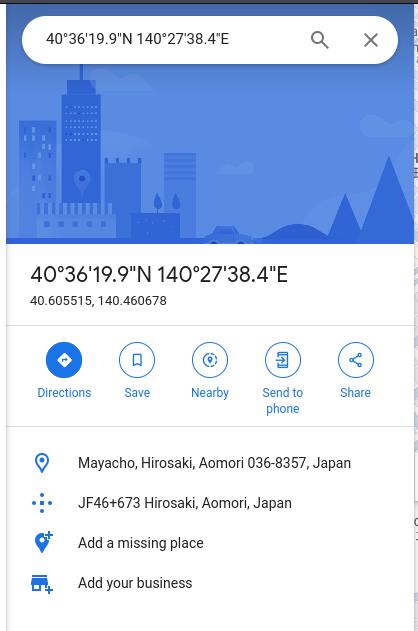 40°36'19.9"N 140°27'38.4"E
40°36'19.9"N 140°27'38.4"E
40.605515, 140.460678
Directions
Save
Nearby
Send to
phone
Share
Mayacho, Hirosaki, Aomori 036-8357, Japan
JF46+673 Hirosaki, Aomori, Japan
Add a missing place
Add your business